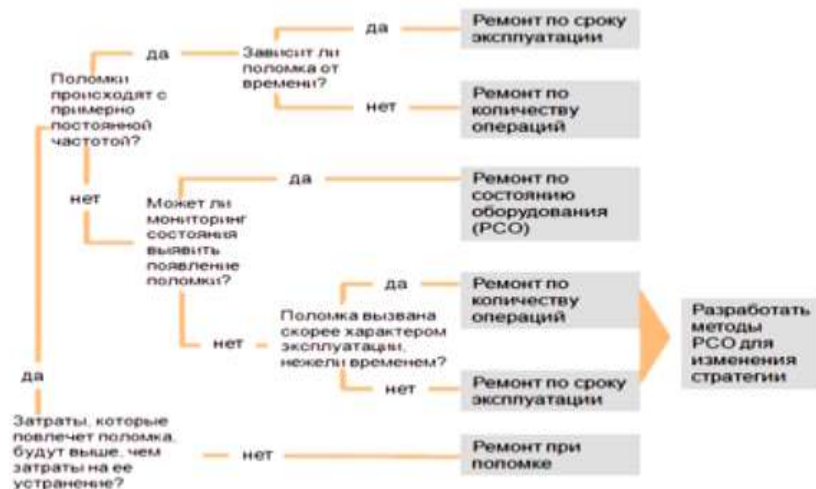 да
Поломки
происходят с
примерно
постоянной
частотой?
Зависит ли
поломка от
времени?
да
Ремонт по сроку
эксплуатации
нет
Ремонт по
количеству
операций
нет
Может ли
мониторинг
состояния
выявить
появление
поломки?
да
Ремонт по
состоянию
оборудования
(РСО)
нет
Поломка вызвана
скорее характером
эксплуатации,
нежели временем?
да
Ремонт по
количеству
операций
нет
Ремонт по сроку
эксплуатации
Разработать
методы
РСО для
изменения
стратегии
да
Затраты, которые
повлечет поломка,
будут выше, чем
затраты на ее
устранение?
нет
Ремонт при
поломке